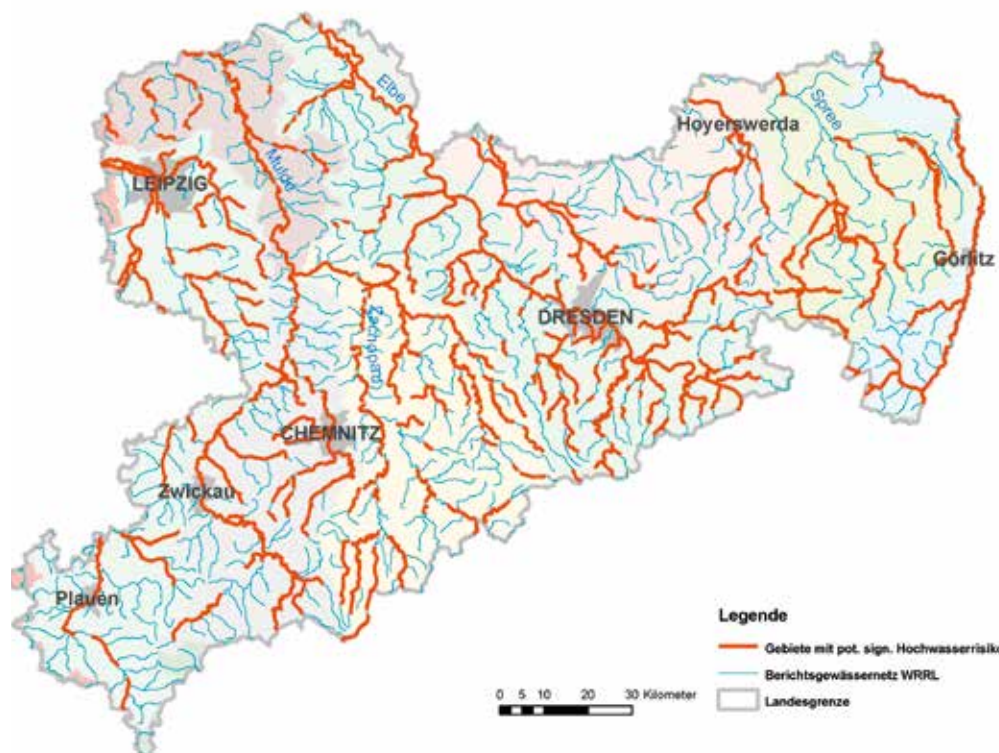 Elbe
Hoyerswerda
Spree
Mulde
LEIPZIG
Görlitz
DRESDEN
(Zschopau)
CHEMNITZ
Zwickau
Plauen
Legende
Gebiete mit pot. sign. Hochwasserrisiko
Berichtsgewässernetz WRRL
Landesgrenze
0 5 10 20 30 Kilometer